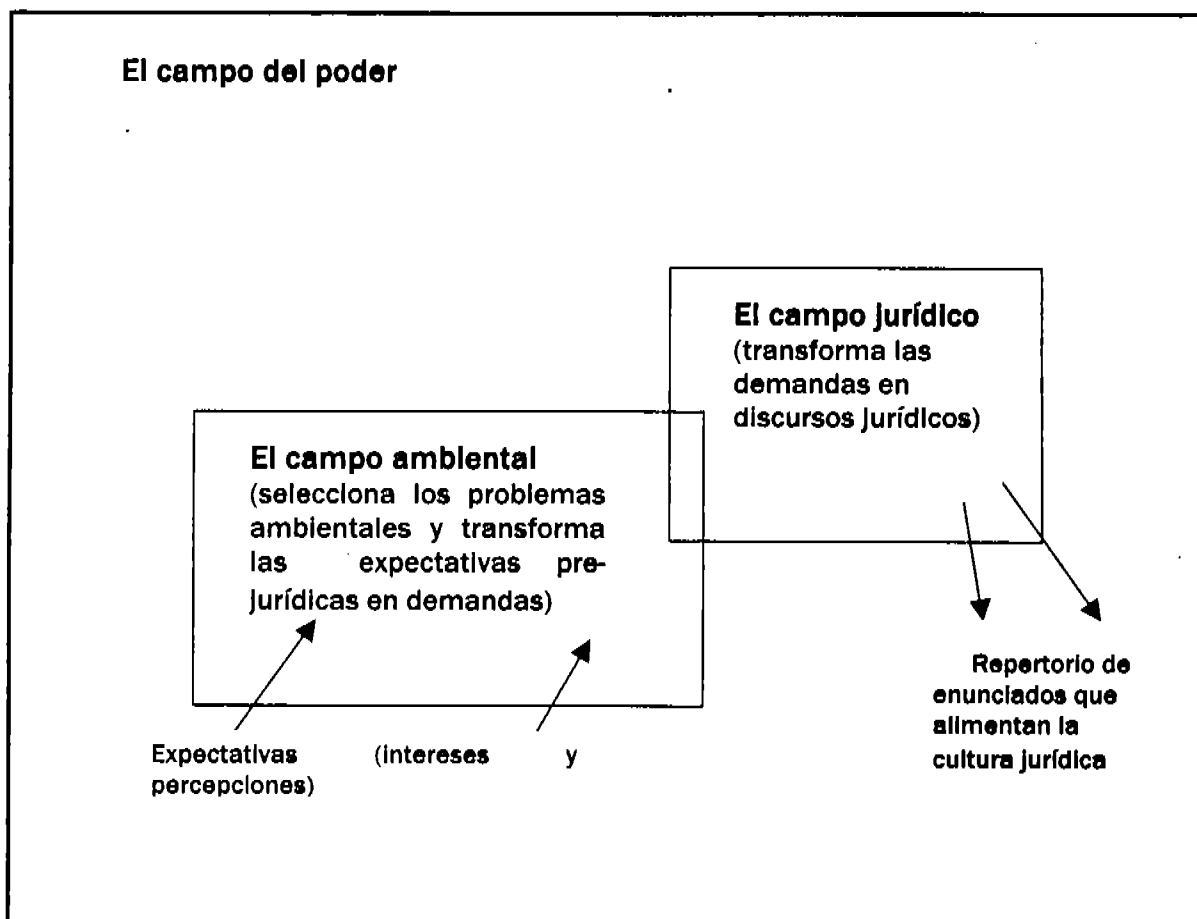 El campo del poder
El campo jurídico
(transforma las
demandas en
discursos jurídicos)
El campo ambiental
(selecciona los problemas
ambientales y transforma
las expectativas pre-
jurídicas en demandas)
Expectativas (intereses y
percepciones)
Repertorio de
enunciados que
alimentan la
cultura jurídica